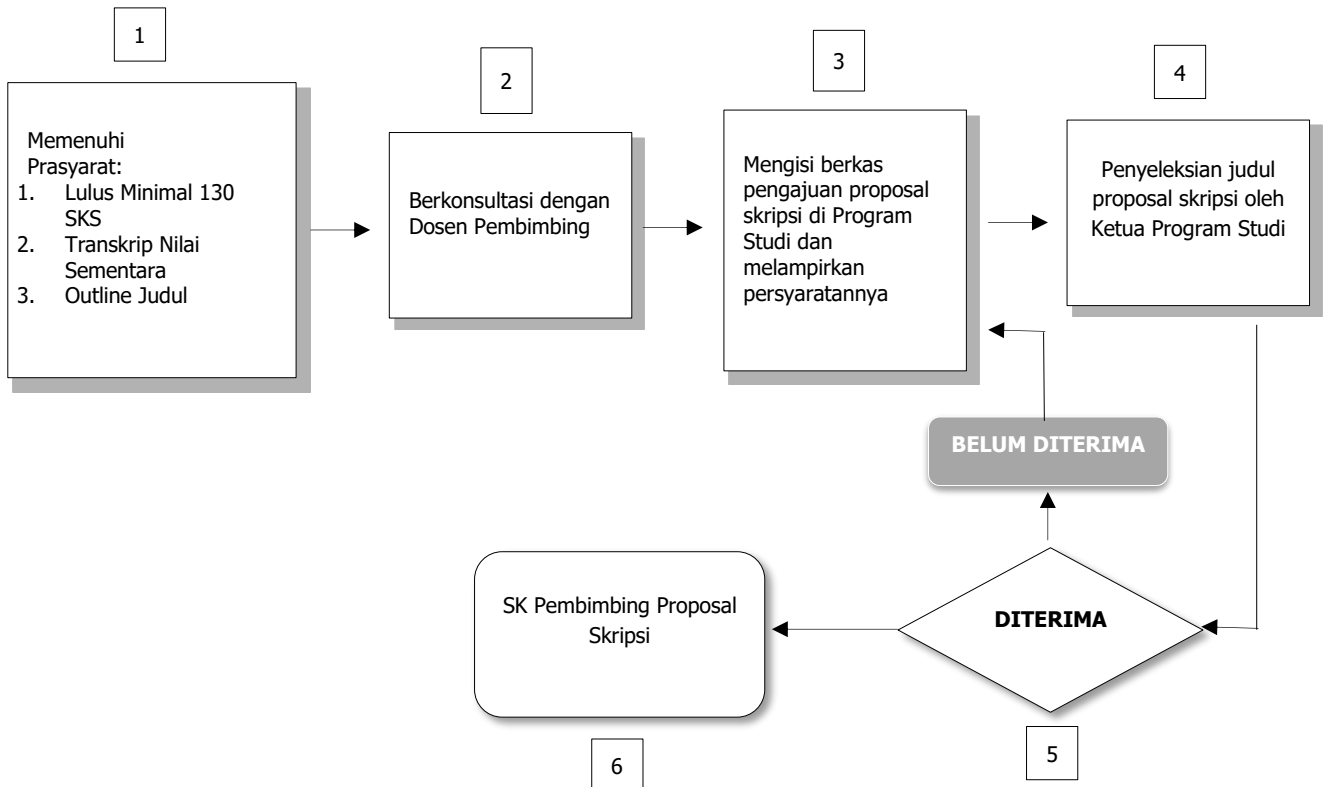 1
Memenuhi
Prasyarat:
1. Lulus Minimal 130
SKS
2. Transkrip Nilai
Sementara
3. Outline Judul
2
Berkonsultasi dengan
Dosen Pembimbing
3
Mengisi berkas
pengajuan proposal
skripsi di Program
Studi dan
melampirkan
persyaratannya
4
Penyeleksian judul
proposal skripsi oleh
Ketua Program Studi
BELUM DITERIMA
DITERIMA
5
SK Pembimbing Proposal
Skripsi
6